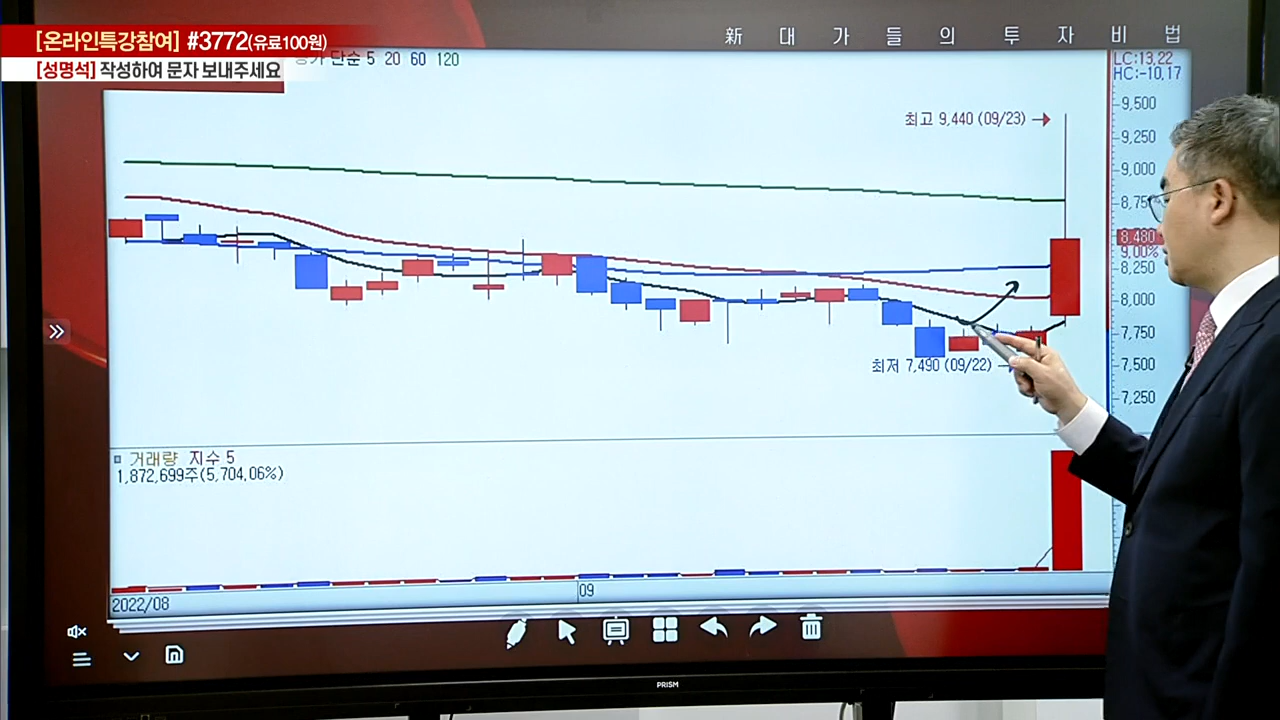 [온라인특강참여] #3772(유료100원)
[성명석] 작성하여 문자 보내주세요
新 대 가 들 의 투 자 비 법
단순 5 20 60 120
LC:13,22
HC:-10,17
최고 9,440 (09/23)
9,500
9,250
9,000
8,75
8,480
9,00%
8,250
8,000
7,750
7,500
7,250
최저 7,490 (09/22)
거래량 지수 5
1,872,699주(5,704,06%)
2022/08
09
PRISM